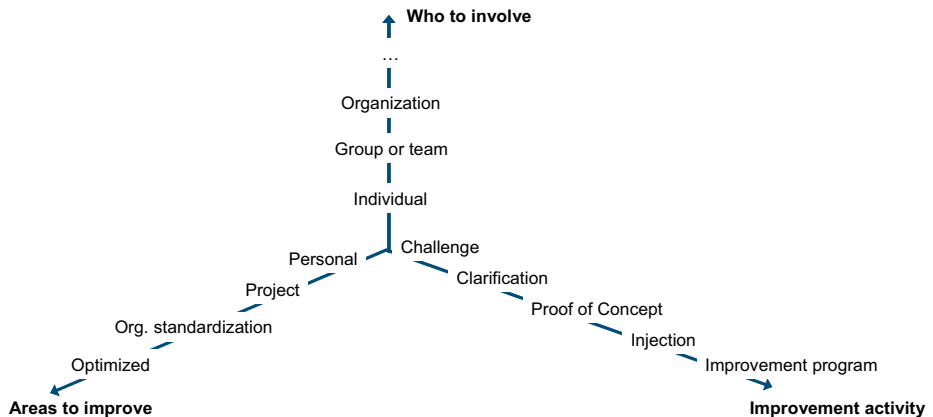 Who to involve
...
Organization
Group or team
Individual
Challenge
Personal
Clarification
Project
Proof of Concept
Org. standardization
Injection
Optimized
Improvement program
Areas to improve
Improvement activity